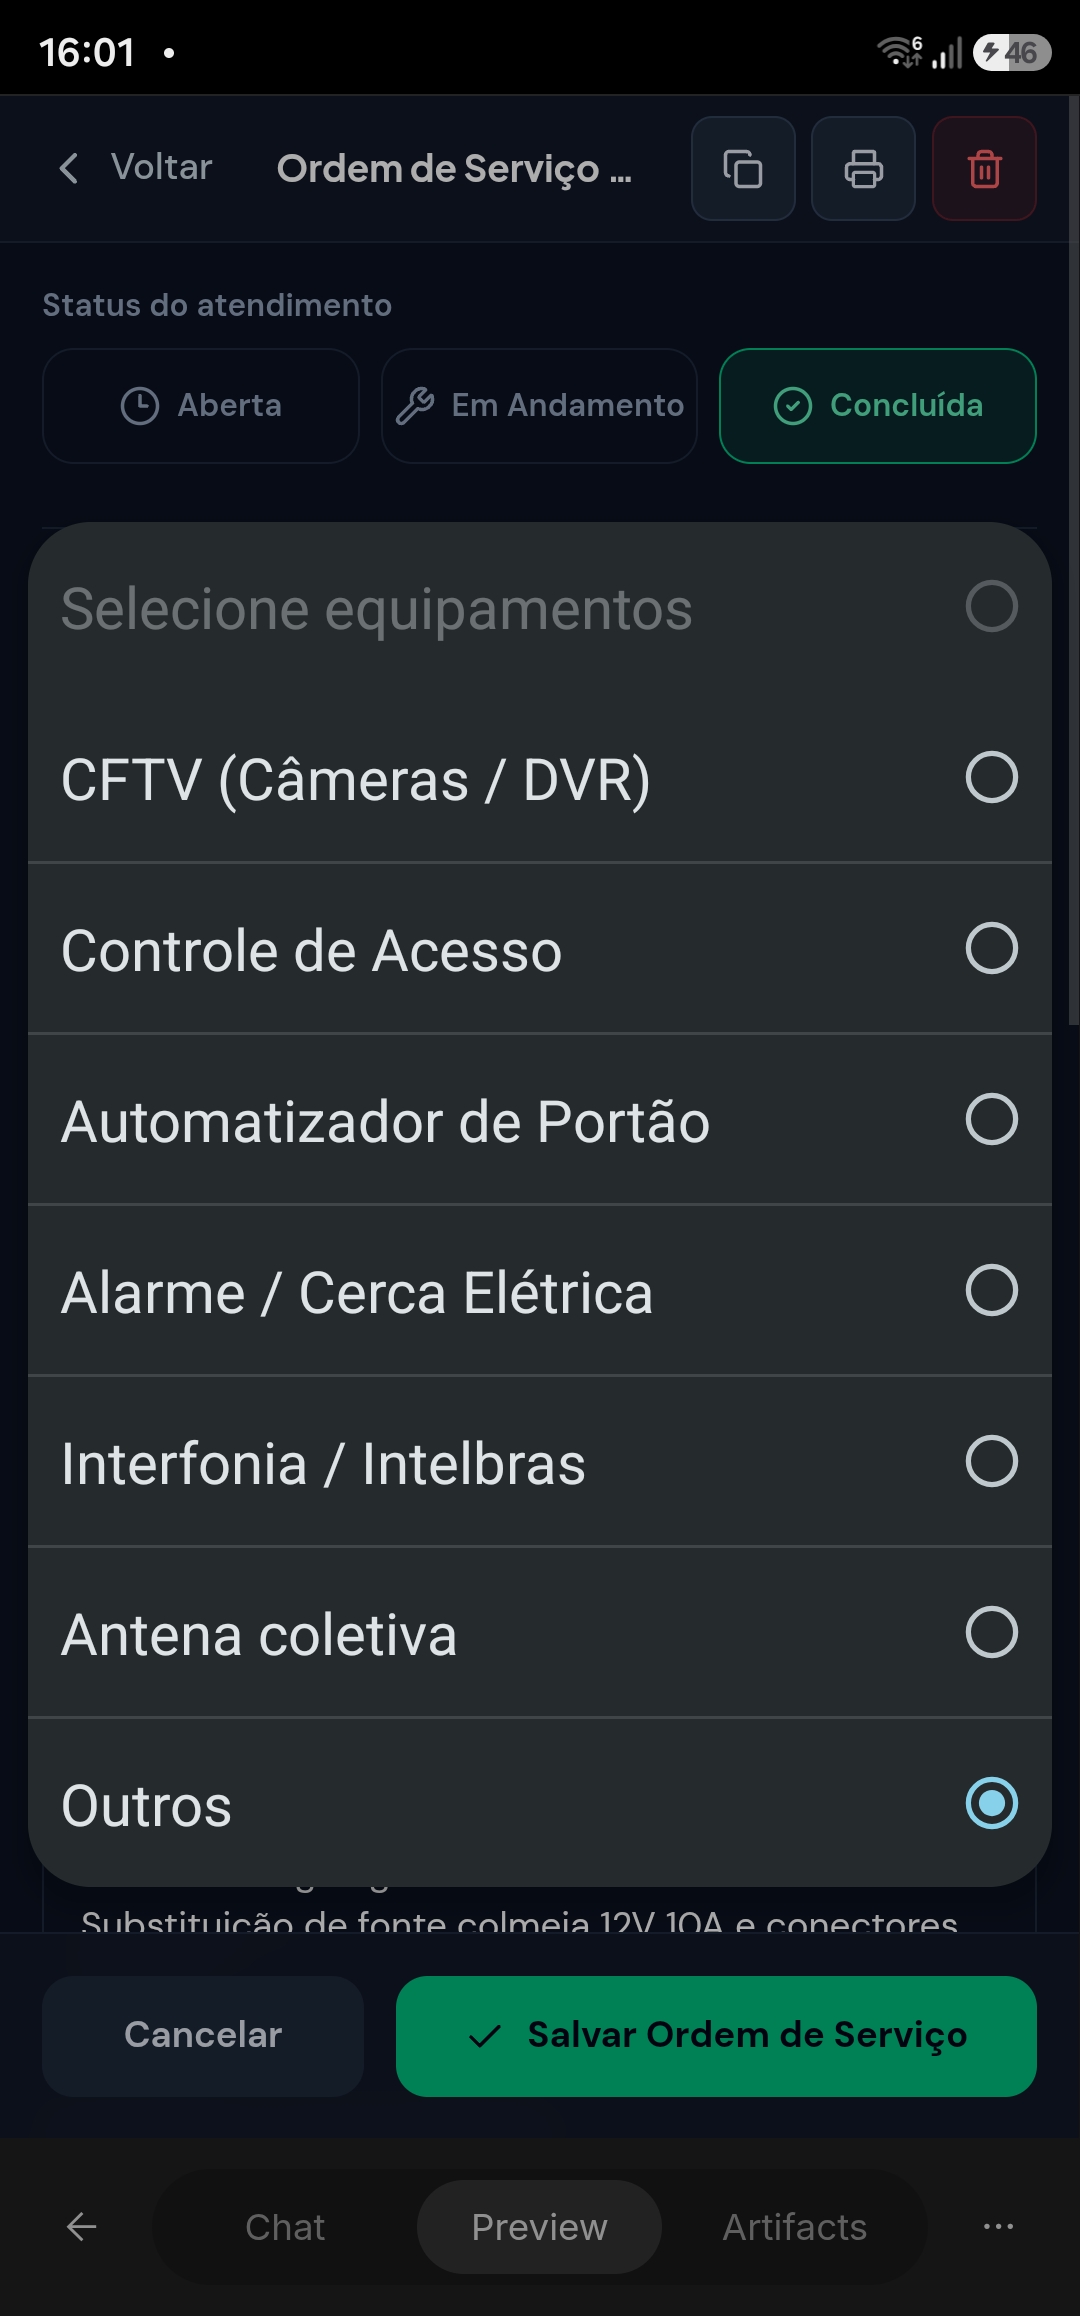 16:01
6
46
Voltar
Ordem de Serviço ...
Status do atendimento
Aberta
Em Andamento
Concluída
Selecione equipamentos
CFTV (Câmeras / DVR)
Controle de Acesso
Automatizador de Portão
Alarme / Cerca Elétrica
Interfonia / Intelbras
Antena coletiva
Outros
Substituição de fonte colmeia 12V 10A e conectores
Cancelar
Salvar Ordem de Serviço
Chat
Preview
Artifacts